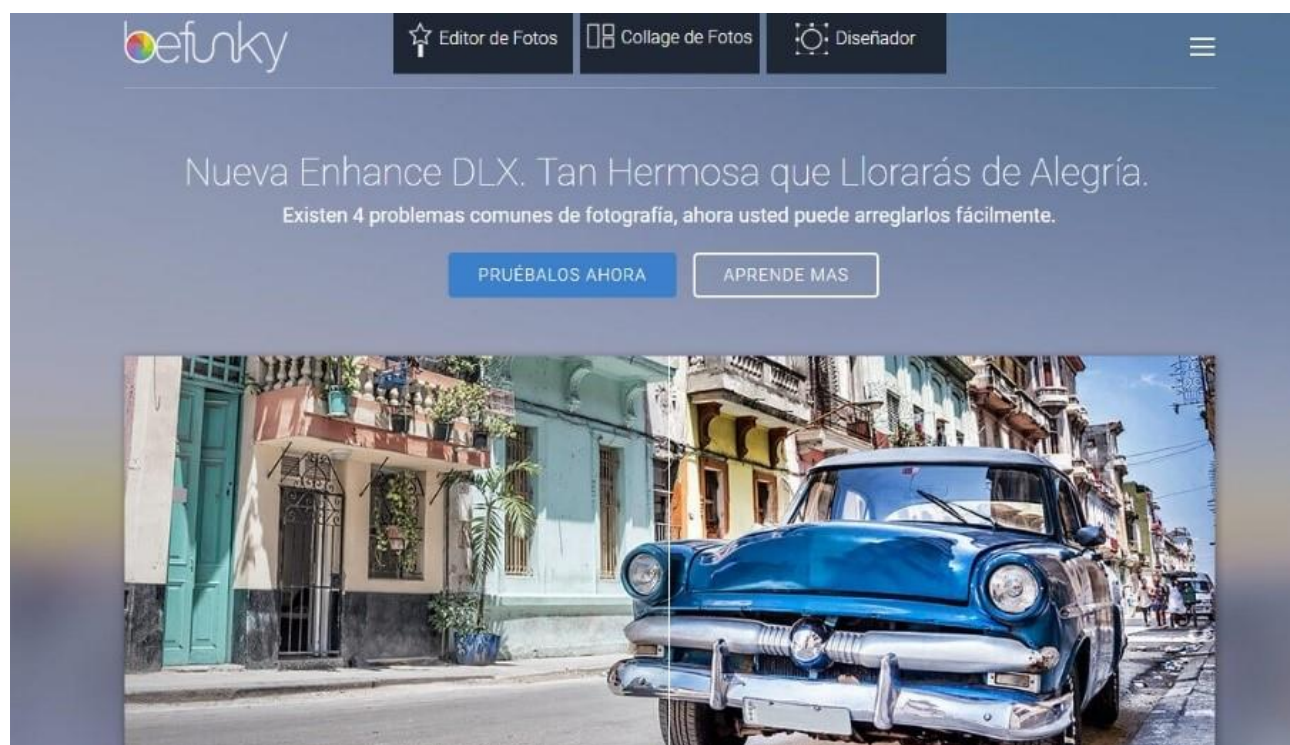 befunky
Editor de Fotos
Collage de Fotos
Diseñador
Nueva Enhance DLX. Tan Hermosa que Llorarás de Alegría.
Existen 4 problemas comunes de fotografía, ahora usted puede arreglarlos fácilmente.
PRUÉBALOS AHORA
APRENDE MAS